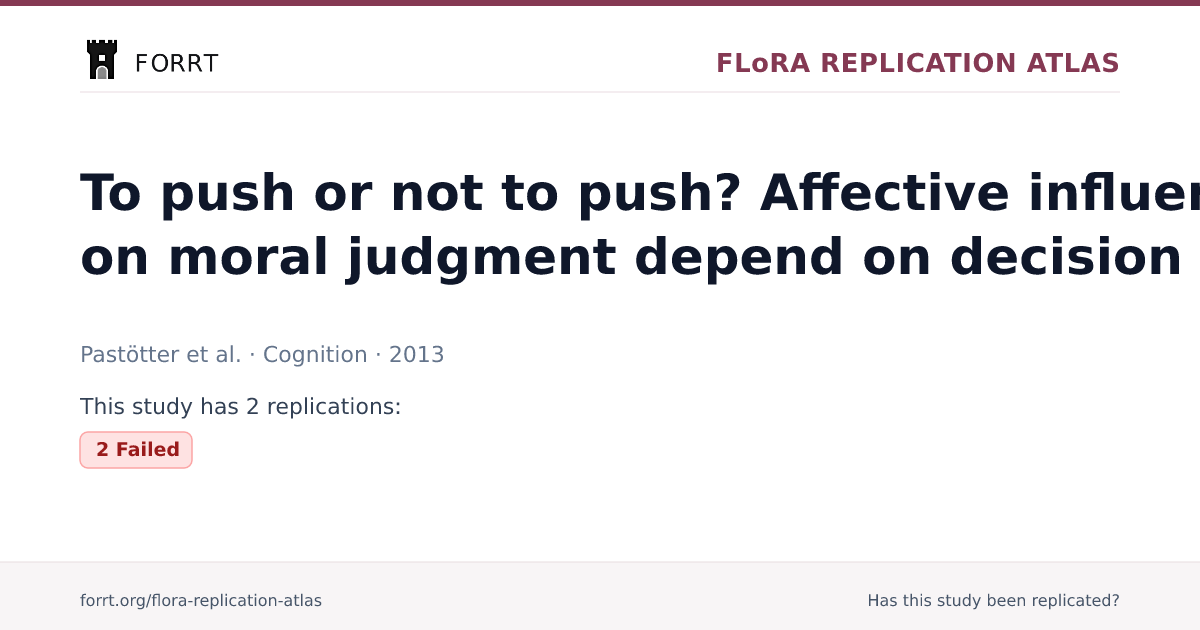 FORRT
FLoRA REPLICATION ATLAS
To push or not to push? Affective influen
on moral judgment depend on decision
Pastötter et al. · Cognition · 2013
This study has 2 replications:
2 Failed
forrt.org/flora-replication-atlas
Has this study been replicated?